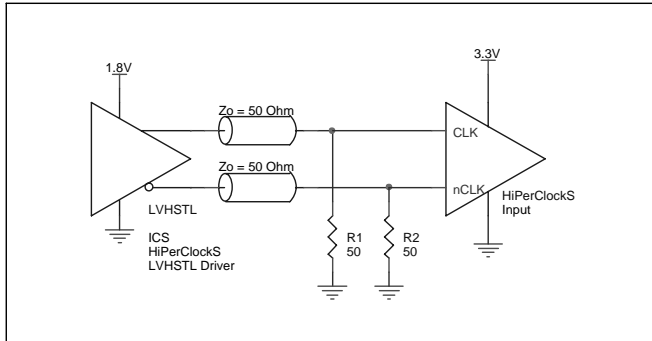 1.8V
3.3V
Zo = 50 Ohm
CLK
Zo = 50 Ohm
nCLK
HiPerClockS
Input
LVHSTL
ICS
HiPerClockS
LVHSTL Driver
R1
50
R2
50